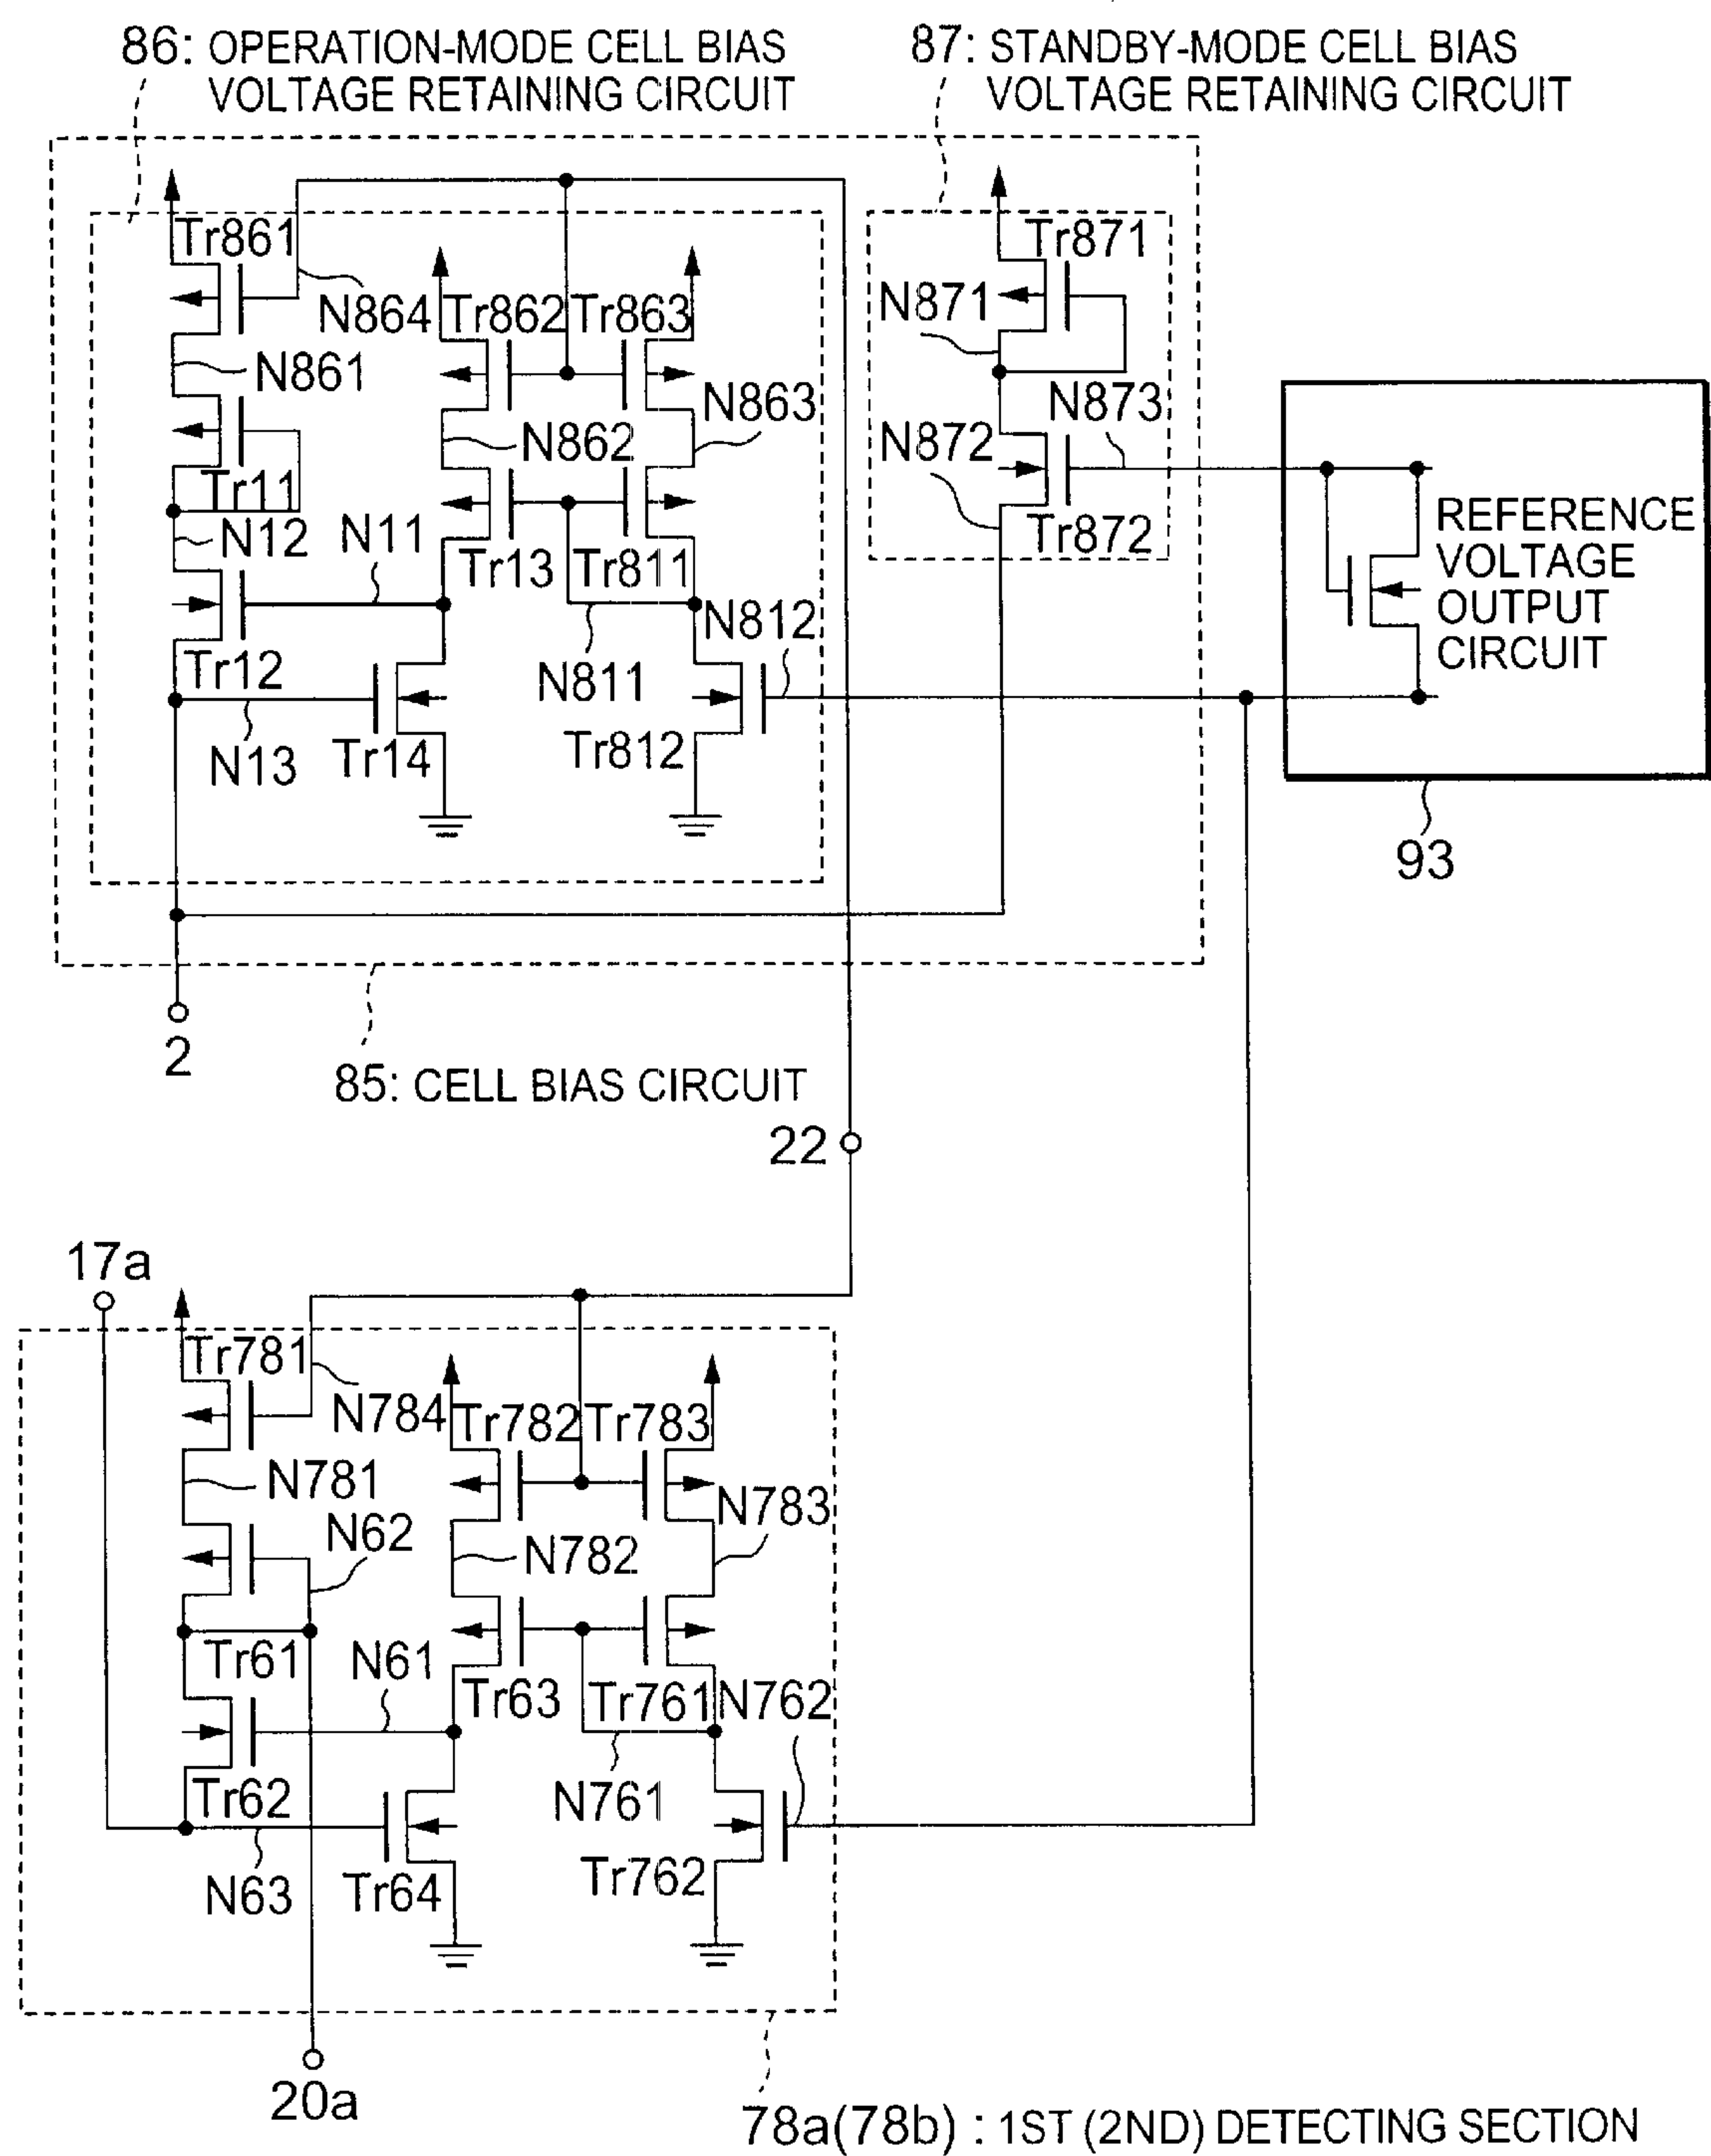 86: OPERATION-MODE CELL BIAS
VOLTAGE RETAINING CIRCUIT
87: STANDBY-MODE CELL BIAS
VOLTAGE RETAINING CIRCUIT
Tr861
N864
Tr862
Tr863
N861
N862
N863
Tr11
N12
N11
Tr13
Tr811
N812
Tr12
N811
N13
Tr14
Tr812
Tr871
N871
N873
N872
Tr872
REFERENCE
VOLTAGE
OUTPUT
CIRCUIT
93
2
85: CELL BIAS CIRCUIT
22
17a
Tr781
N784
Tr782
Tr783
N781
N62
N782
N783
Tr61
N61
Tr63
Tr761
N762
Tr62
N761
N63
Tr64
Tr762
20a
78a(78b) : 1ST (2ND) DETECTING SECTION